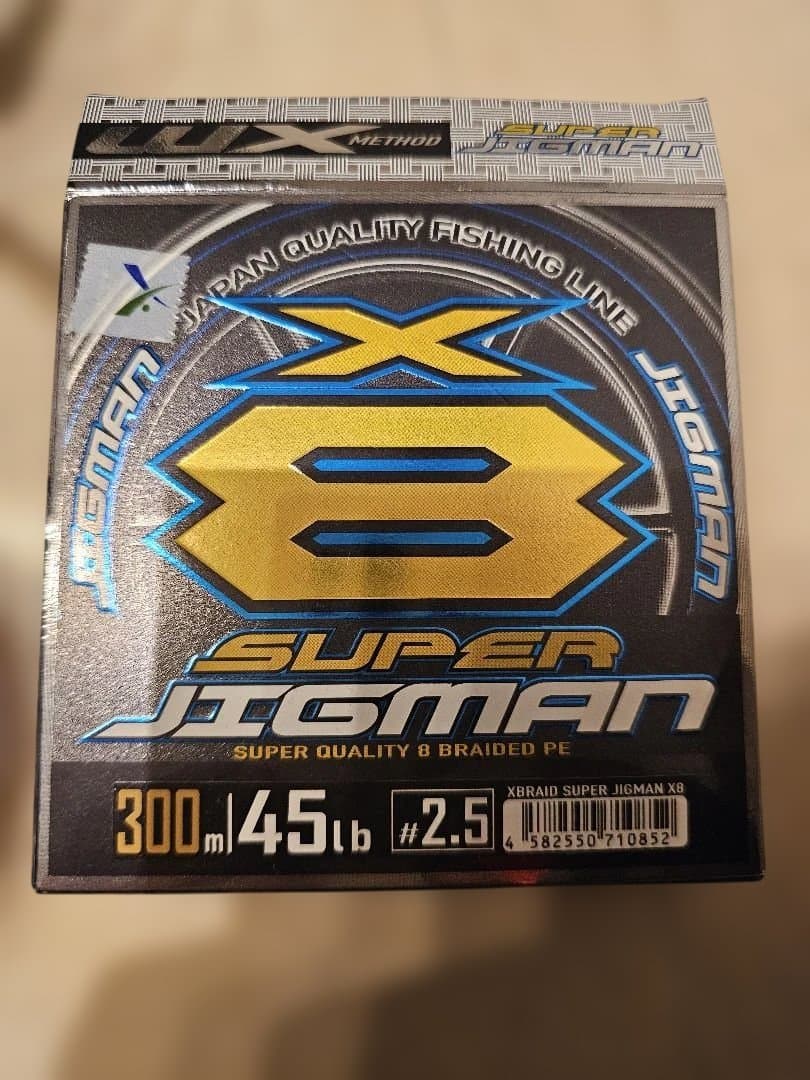 WX METHOD SUPER JIGMAN
JAPAN QUALITY FISHING LINE
JIGMAN
JIGMAN
X
8
SUPER
JIGMAN
SUPER QUALITY 8 BRAIDED PE
300m 45lb #2.5
XBRAID SUPER JIGMAN X8
4 582550 710852